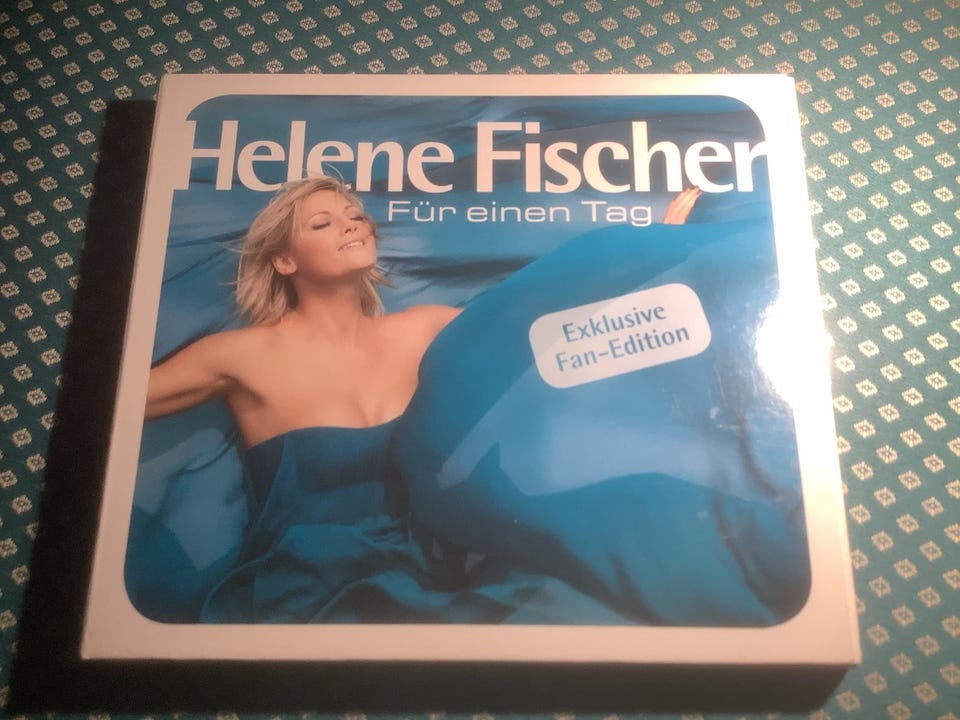 Helene Fischer
Für einen Tag
Exklusive
Fan-Edition